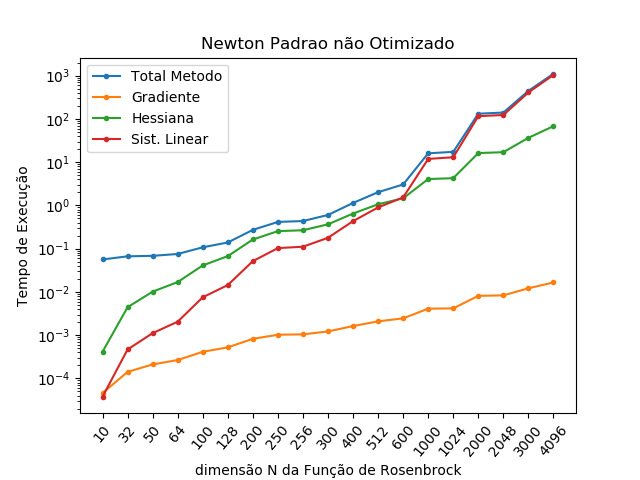 Newton Padrao não Otimizado
Total Metodo
Gradiente
Hessiana
Sist. Linear
Tempo de Execução
10³
10²
10¹
10⁰
10⁻¹
10⁻²
10⁻³
10⁻⁴
10 32 50 64 100 128 200 250 256 300 400 512 600 1000 1024 2000 2048 3000 4096
dimensão N da Função de Rosenbrock